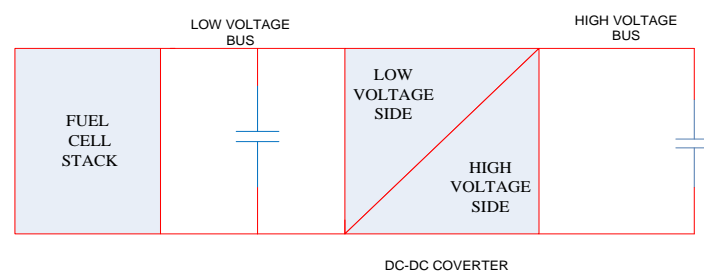 LOW VOLTAGE
BUS
HIGH VOLTAGE
BUS
FUEL
CELL
STACK
LOW
VOLTAGE
SIDE
HIGH
VOLTAGE
SIDE
DC-DC COVERTER